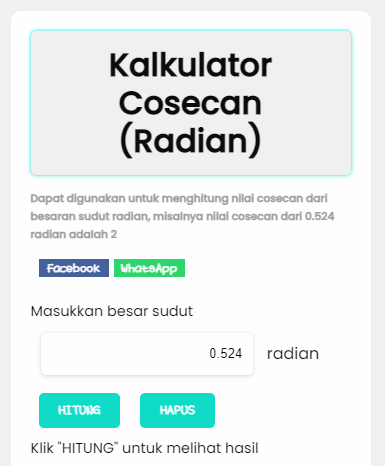 Kalkulator
Cosecan
(Radian)
Dapat digunakan untuk menghitung nilai cosecan dari
besaran sudut radian, misalnya nilai cosecan dari 0.524
radian adalah 2
Facebook WhatsApp
Masukkan besar sudut
0.524 radian
HITUNG HAPUS
Klik "HITUNG" untuk melihat hasil